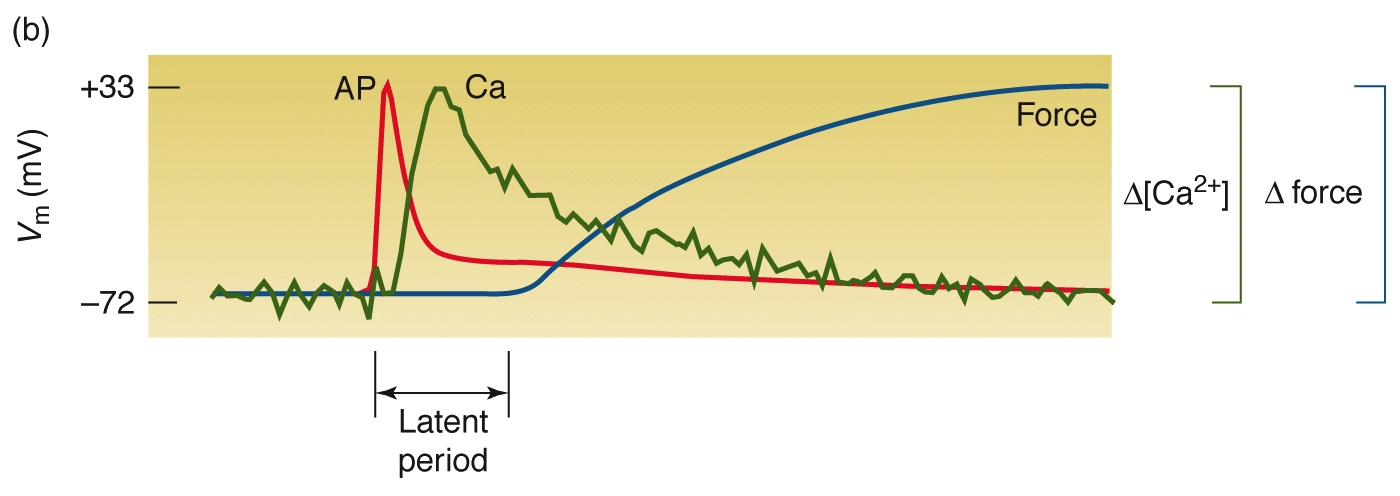 (b)
+33
AP
Ca
Force
Vm (mV)
Δ[Ca2+]
Δ force
–72
Latent
period